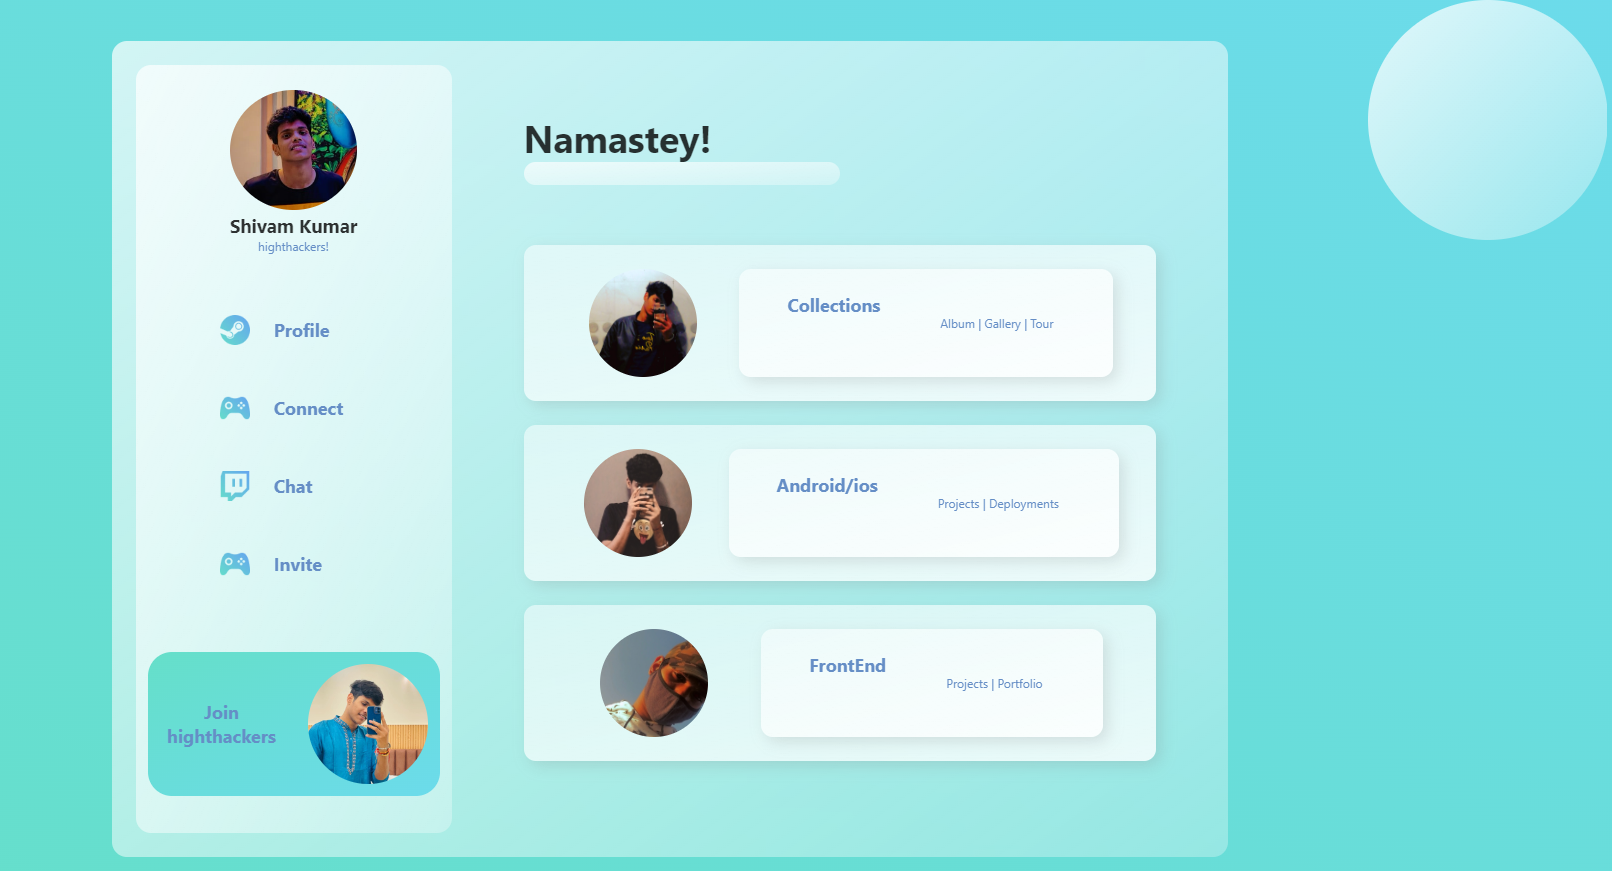 Shivam Kumar
highthackers!
Profile
Connect
Chat
Invite
Join
highthackers
Namastey!
Collections
Album | Gallery | Tour
Android/ios
Projects | Deployments
FrontEnd
Projects | Portfolio